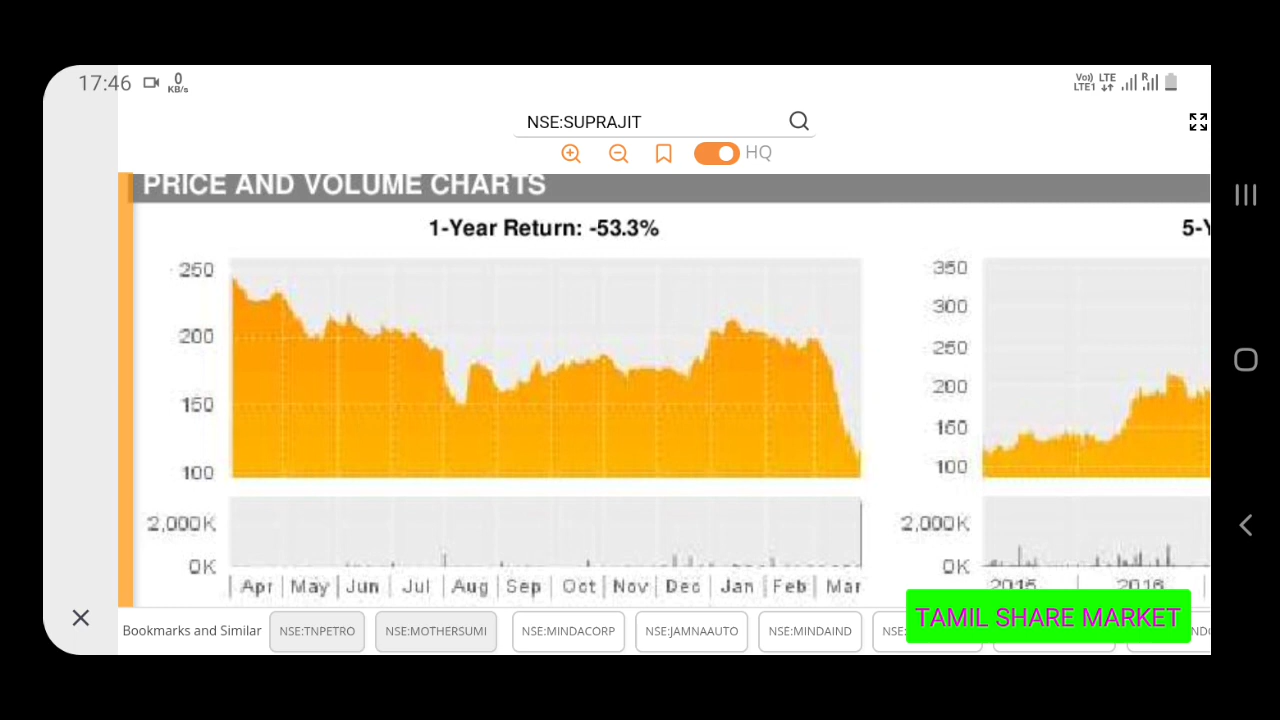 17:46 0 KB/s Vo) LTE LTE1 R
NSE:SUPRAJIT
HQ
PRICE AND VOLUME CHARTS
1-Year Return: -53.3% 5-Y
250
200
150
100
2,000K
0K
Apr May Jun Jul Aug Sep Oct Nov Dec Jan Feb Mar
350
300
250
200
150
100
2,000K
0K
2015 2016
Bookmarks and Similar NSE:TNPETRO NSE:MOTHERSUMI NSE:MINDACORP NSE:JAMNAAUTO NSE:MINDAIND NSE:
TAMIL SHARE MARKET